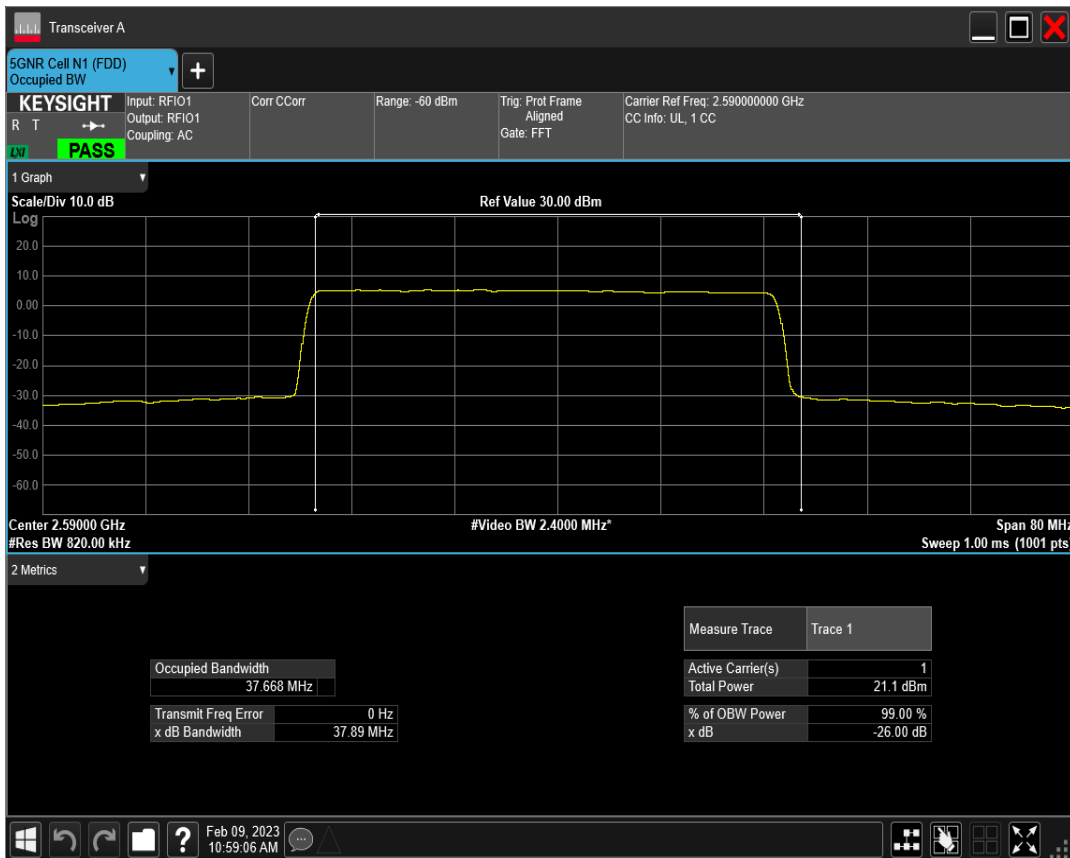 Transceiver A
5GNR Cell N1 (FDD)
Occupied BW
KEYSIGHT
R T
LXI
PASS
Input: RFIO1
Output: RFIO1
Coupling: AC
Corr CCorr
Range: -60 dBm
Trig: Prot Frame
Aligned
Gate: FFT
Carrier Ref Freq: 2.590000000 GHz
CC Info: UL, 1 CC
1 Graph
Scale/Div 10.0 dB
Ref Value 30.00 dBm
Log
20.0
10.0
0.00
-10.0
-20.0
-30.0
-40.0
-50.0
-60.0
Center 2.59000 GHz
#Video BW 2.4000 MHz*
Span 80 MHz
#Res BW 820.00 kHz
Sweep 1.00 ms (1001 pts)
2 Metrics
Measure Trace Trace 1
Occupied Bandwidth
37.668 MHz
Active Carrier(s) 1
Total Power 21.1 dBm
Transmit Freq Error 0 Hz
x dB Bandwidth 37.89 MHz
% of OBW Power 99.00 %
x dB -26.00 dB
?
Feb 09, 2023
10:59:06 AM